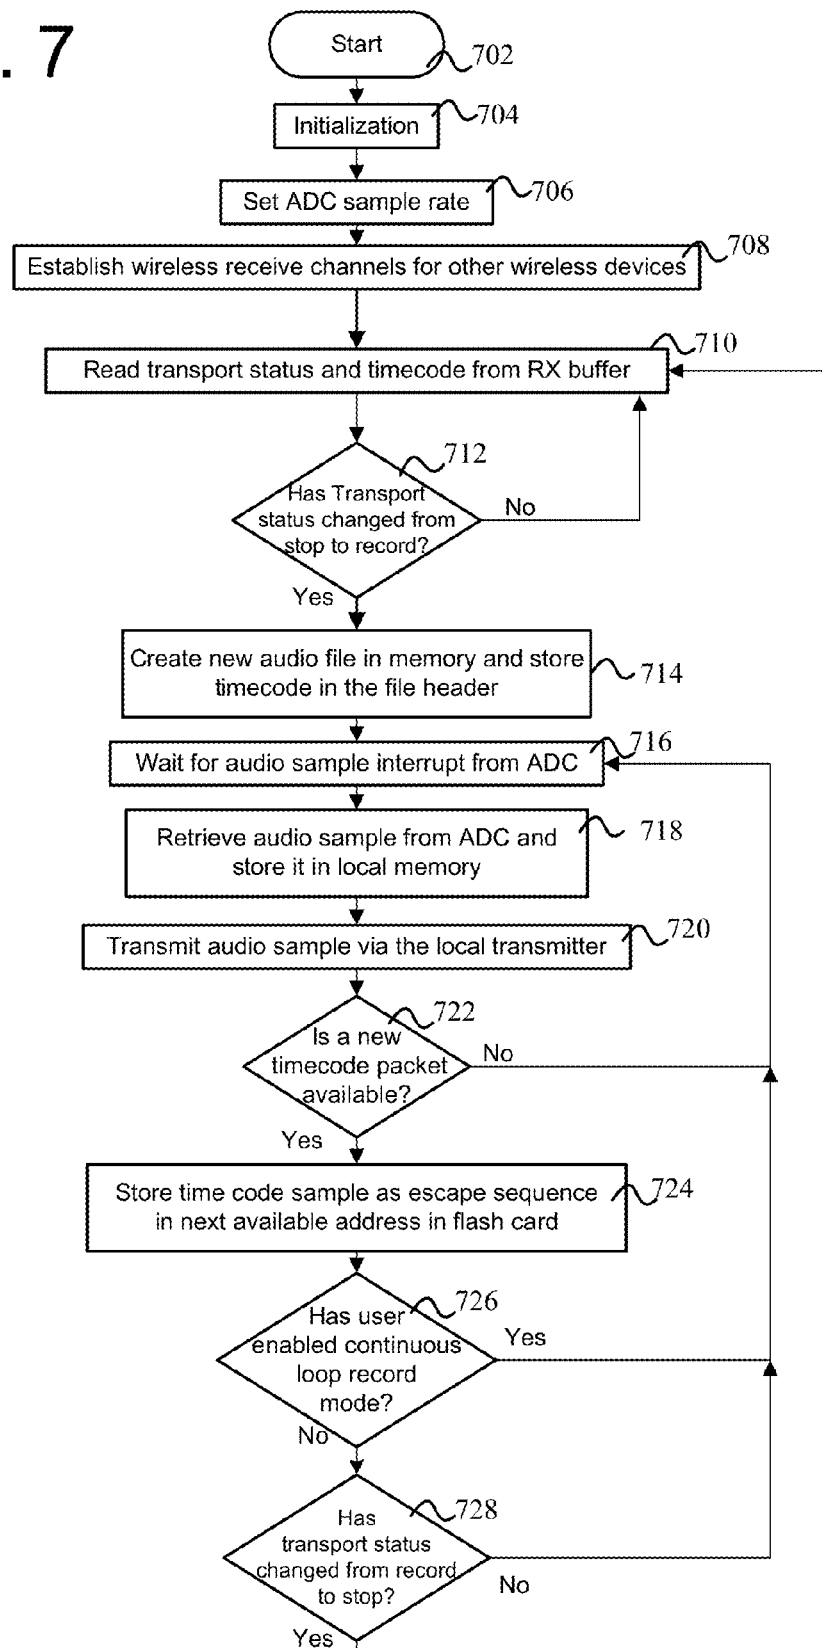 . 7
Start
702
Initialization
704
Set ADC sample rate
706
Establish wireless receive channels for other wireless devices
708
710
Read transport status and timecode from RX buffer
712
Has Transport
status changed from
stop to record?
No
Yes
Create new audio file in memory and store
timecode in the file header
714
716
Wait for audio sample interrupt from ADC
Retrieve audio sample from ADC and
store it in local memory
718
Transmit audio sample via the local transmitter
720
722
Is a new
timecode packet
available?
No
Yes
Store time code sample as escape sequence
in next available address in flash card
724
726
Has user
enabled continuous
loop record
mode?
Yes
No
728
Has
transport status
changed from record
to stop?
No
Yes